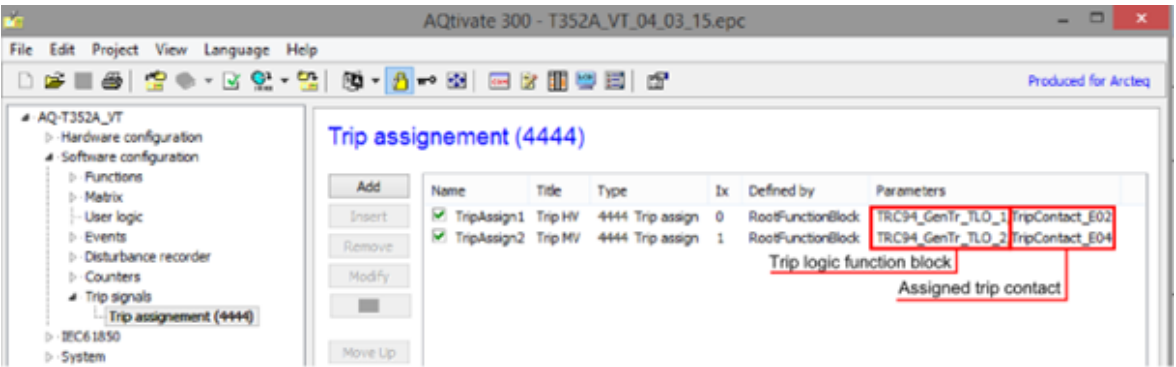 AQtivate 300 - T352A_VT_04_03_15.epc
File Edit Project View Language Help
Produced for Arcteq
AQ-T352A_VT
Hardware configuration
Software configuration
Functions
Matrix
User logic
Events
Disturbance recorder
Counters
Trip signals
Trip assignement (4444)
IEC61850
System
Trip assignement (4444)
Add
Insert
Remove
Modify
Move Up
Name Title Type Ix Defined by Parameters
TripAssign1 Trip HV 4444 Trip assign 0 RootFunctionBlock TRC94_GenTr_TLO_1 TripContact_E02
TripAssign2 Trip MV 4444 Trip assign 1 RootFunctionBlock TRC94_GenTr_TLO_2 TripContact_E04
Trip logic function block
Assigned trip contact